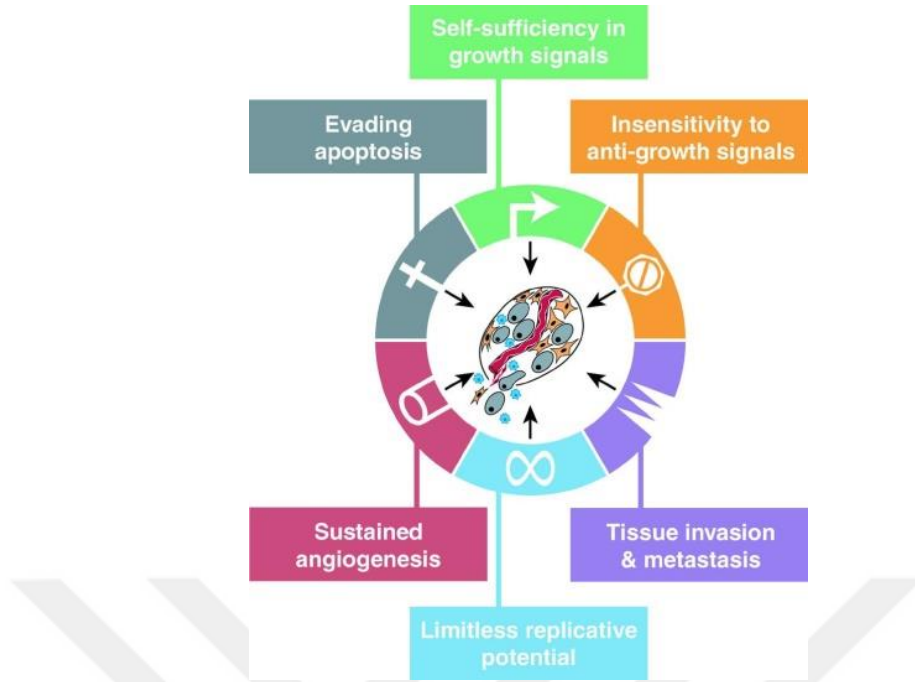 Self-sufficiency in
growth signals
Evading
apoptosis
Insensitivity to
anti-growth signals
Sustained
angiogenesis
Tissue invasion
& metastasis
Limitless replicative
potential